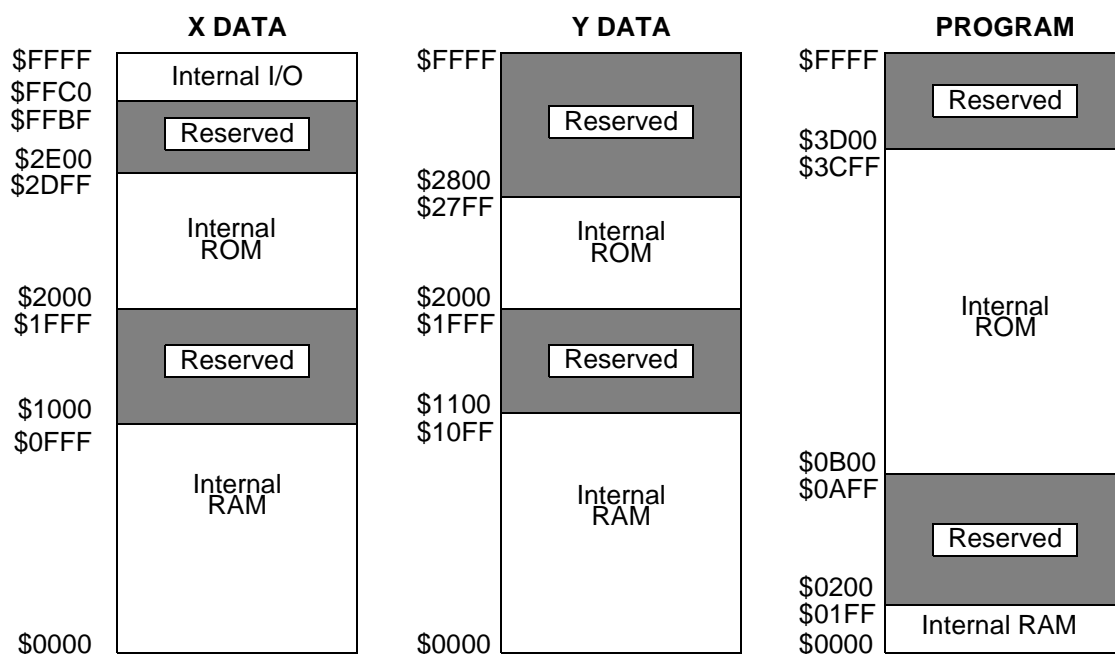 X DATA
$FFFF
Internal I/O
$FFC0
$FFBF
Reserved
$2E00
$2DFF
Internal
ROM
$2000
$1FFF
Reserved
$1000
$0FFF
Internal
RAM
$0000
Y DATA
$FFFF
Reserved
$2800
$27FF
Internal
ROM
$2000
$1FFF
Reserved
$1100
$10FF
Internal
RAM
$0000
PROGRAM
$FFFF
Reserved
$3D00
$3CFF
Internal
ROM
$0B00
$0AFF
Reserved
$0200
$01FF
Internal RAM
$0000